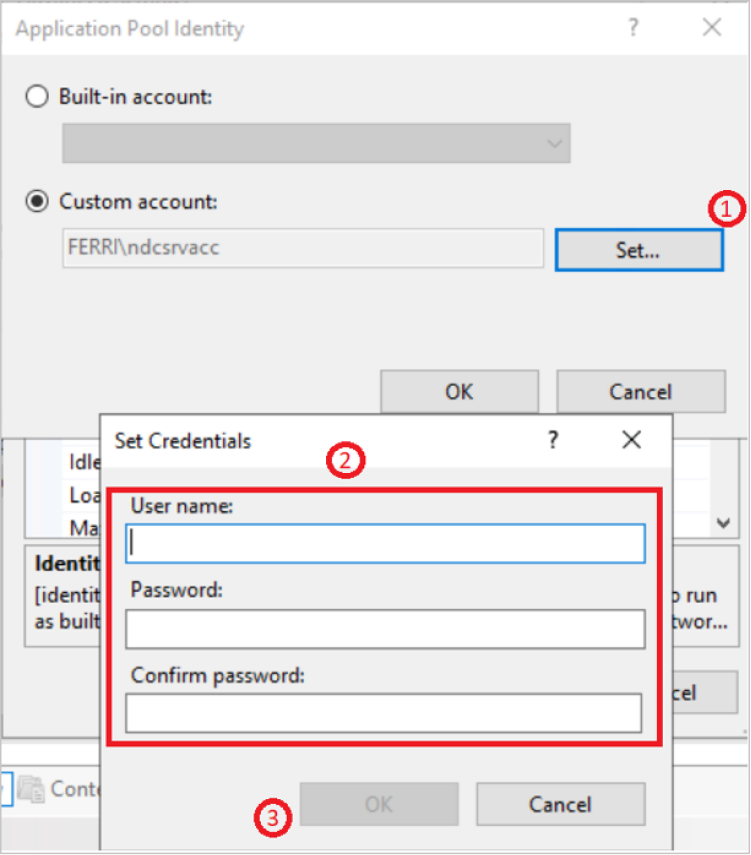 Application Pool Identity
Built-in account:
Custom account:
1
FERRI\ndcsrvacc
Set...
OK
Cancel
Set Credentials
2
Idle
Loa
Ma
User name:
Identit
[identit
o run
as built
twor...
Password:
Confirm password:
cel
Conte
3
OK
Cancel